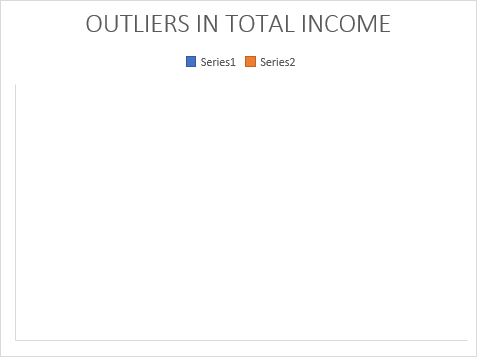 OUTLIERS IN TOTAL INCOME
Series1 Series2